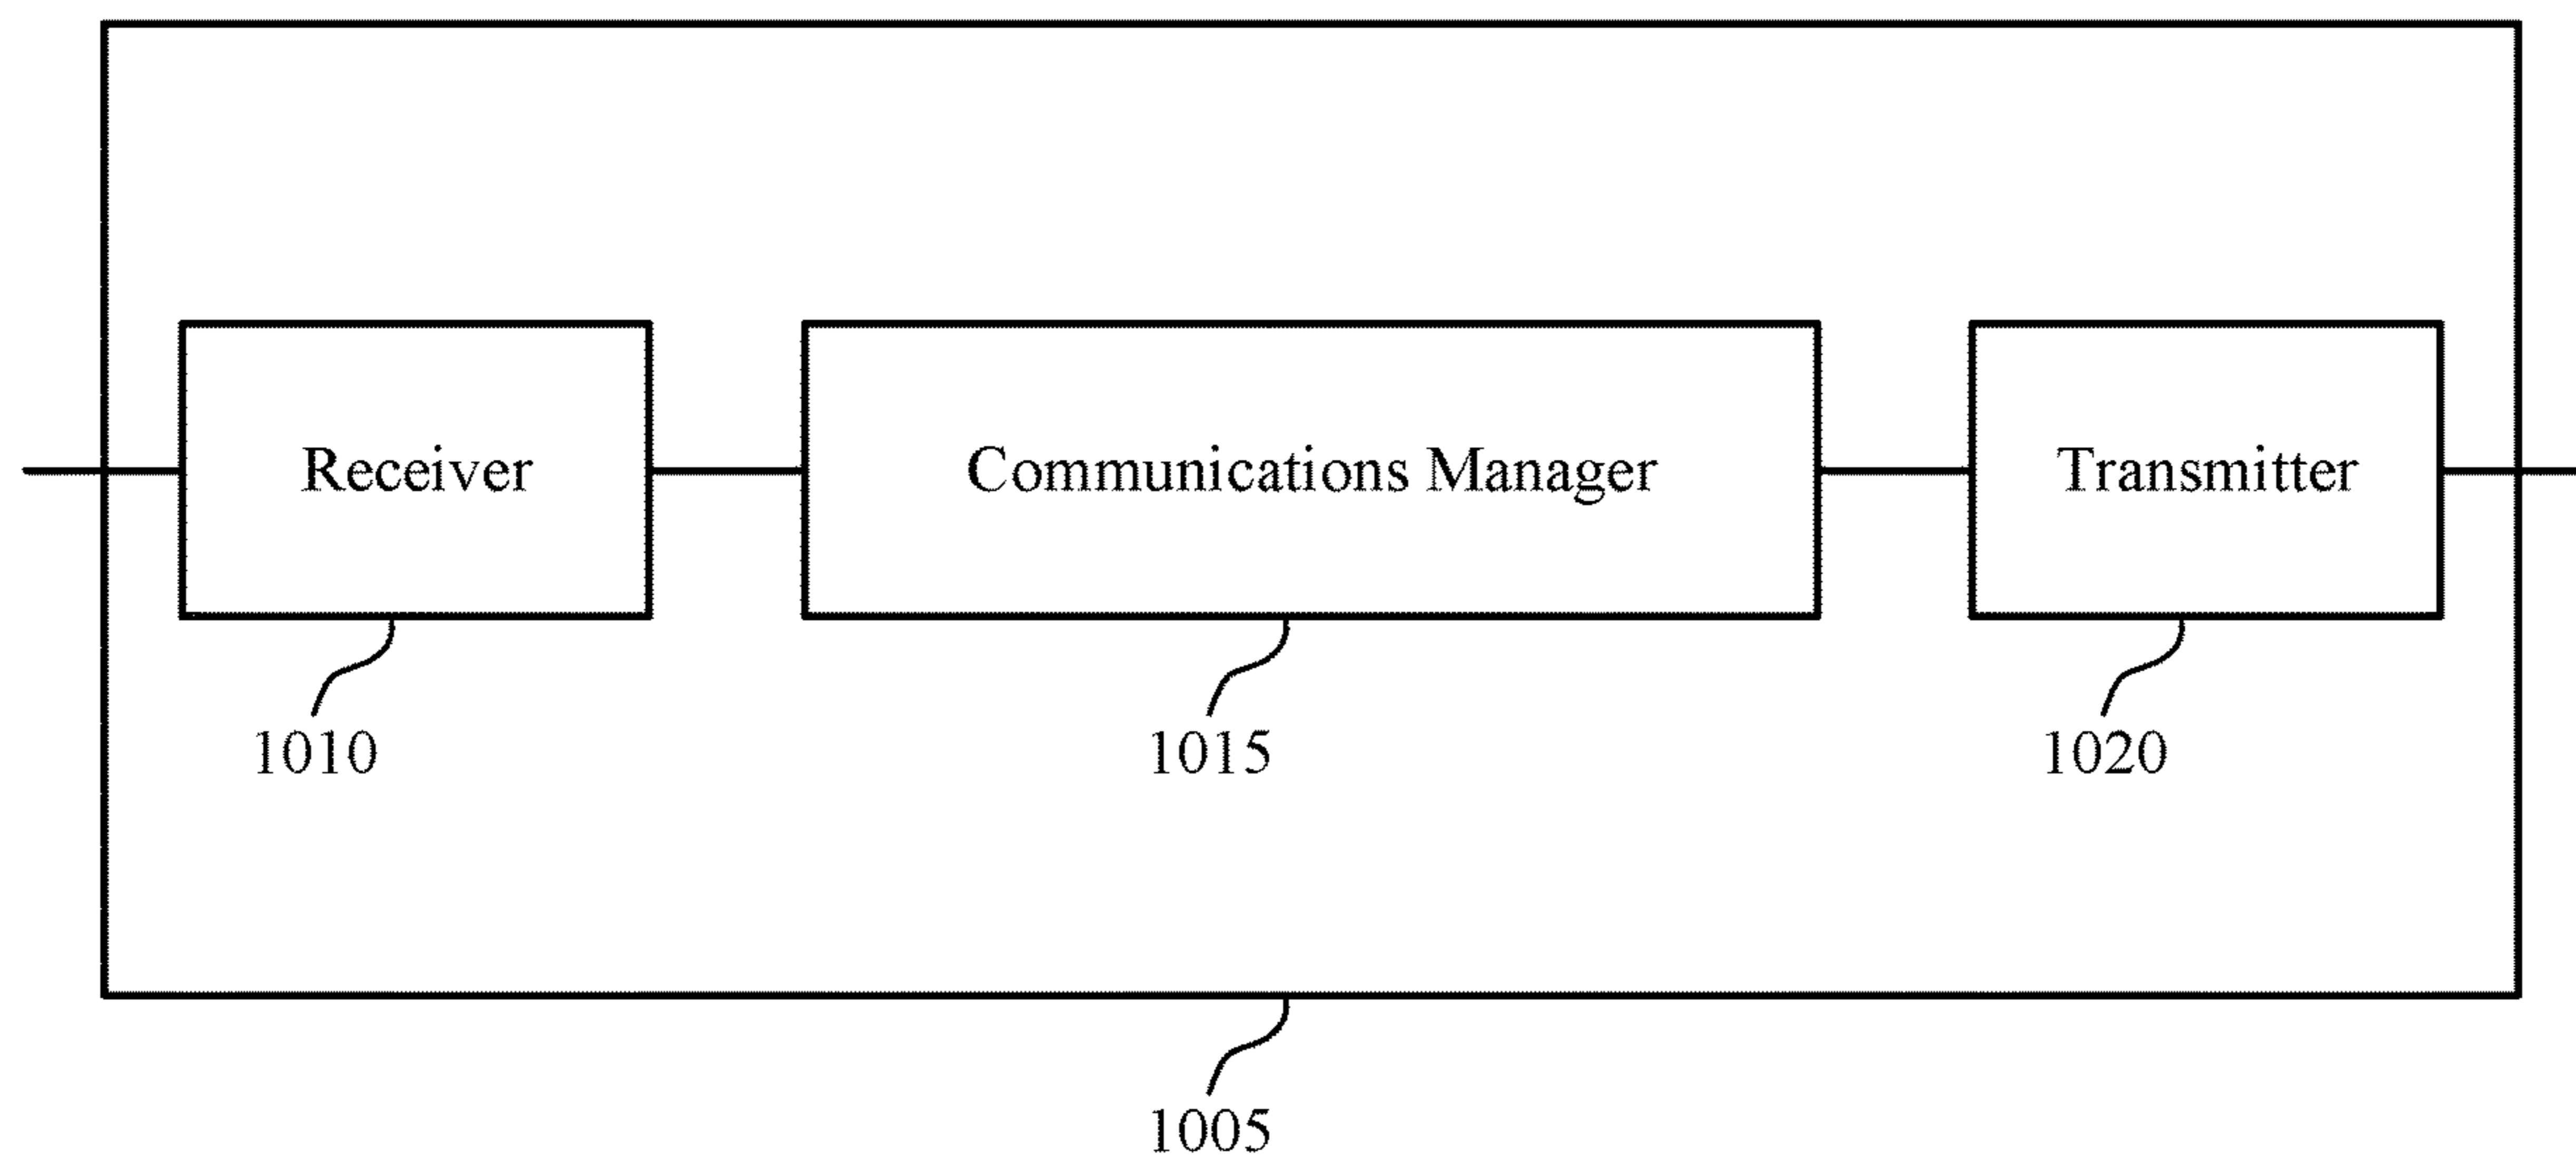 Receiver
Communications Manager
Transmitter
1010
1015
1020
1005